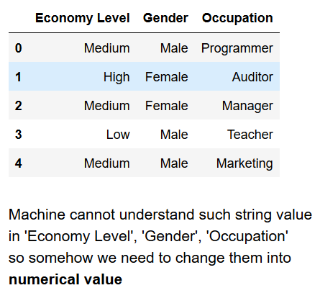 Economy Level Gender Occupation
0 Medium Male Programmer
1 High Female Auditor
2 Medium Female Manager
3 Low Male Teacher
4 Medium Male Marketing
Machine cannot understand such string value
in 'Economy Level', 'Gender', 'Occupation'
so somehow we need to change them into
numerical value